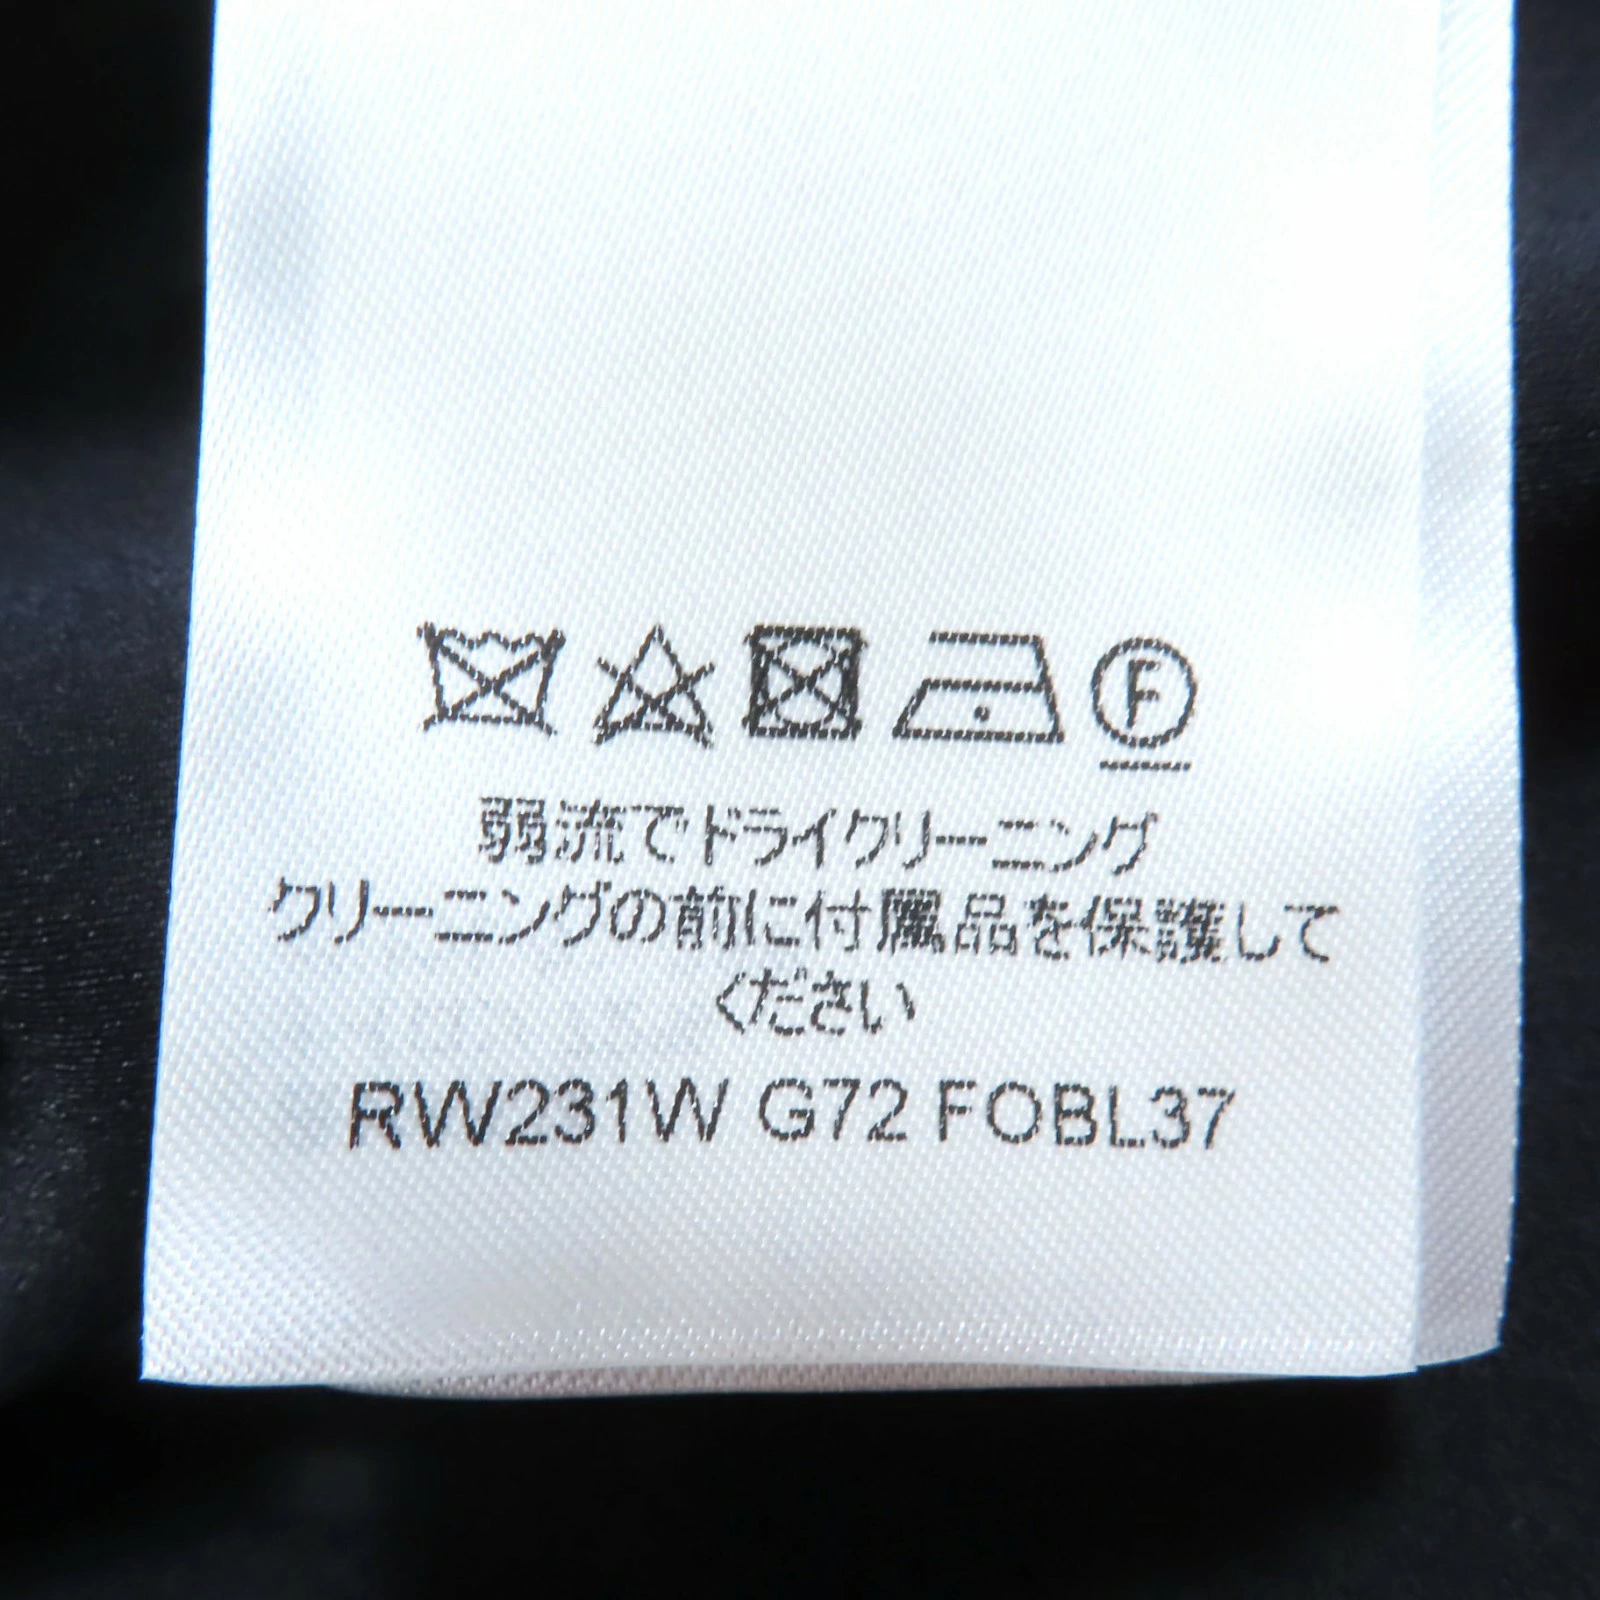 F
弱流でドライクリーニング
クリーニングの前に付属品を保護して
ください
RW231W G72 FOBL37